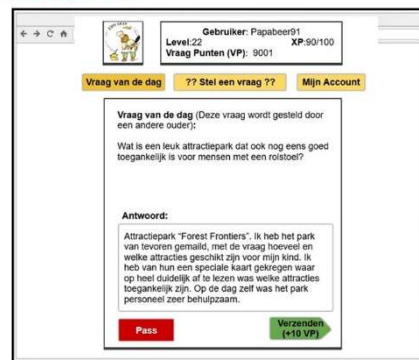 Gebruiker: Papabeer91
Level:22 XP:90/100
Vraag Punten (VP): 9001
Vraag van de dag
?? Stel een vraag ??
Mijn Account
Vraag van de dag (Deze vraag wordt gesteld door
een andere ouder):
Wat is een leuk attractiepark dat ook nog eens goed
toegankelijk is voor mensen met een rolstoel?
Antwoord:
Attractiepark "Forest Frontiers". Ik heb het park
van tevoren gemaild, met de vraag hoeveel en
welke attracties geschikt zijn voor mijn kind. Ik
heb van hun een speciale kaart gekregen waar
op heel duidelijk af te lezen was welke attracties
toegankelijk zijn. Op de dag zelf was het park
personeel zeer behulpzaam.
Pass
Verzenden
(+10 VP)